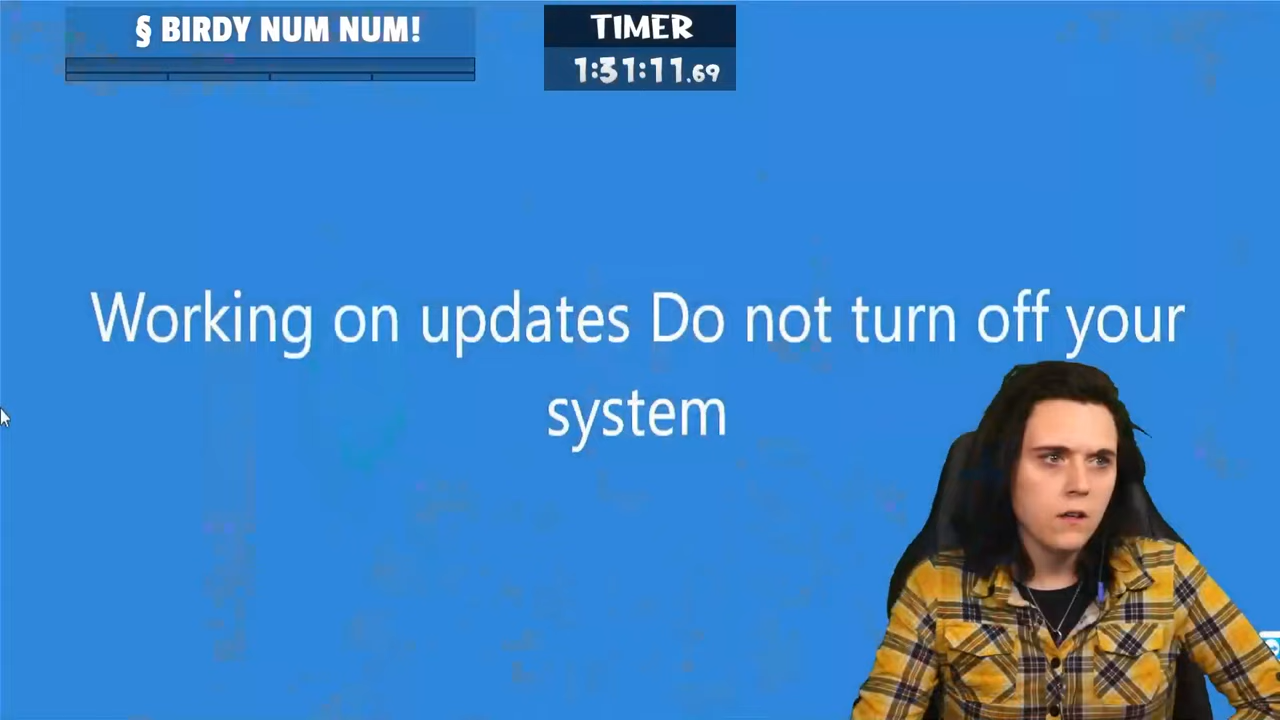 § BIRDY NUM NUM!
TIMER
1:31:11.69
Working on updates Do not turn off your
system